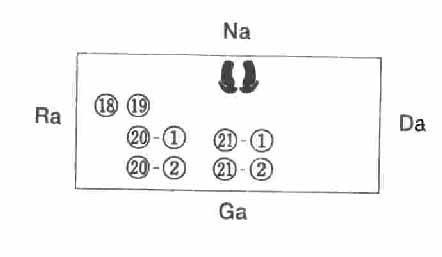 Na
⑱ ⑲
Ra
Da
⑳-① ㉑-①
⑳-② ㉑-②
Ga